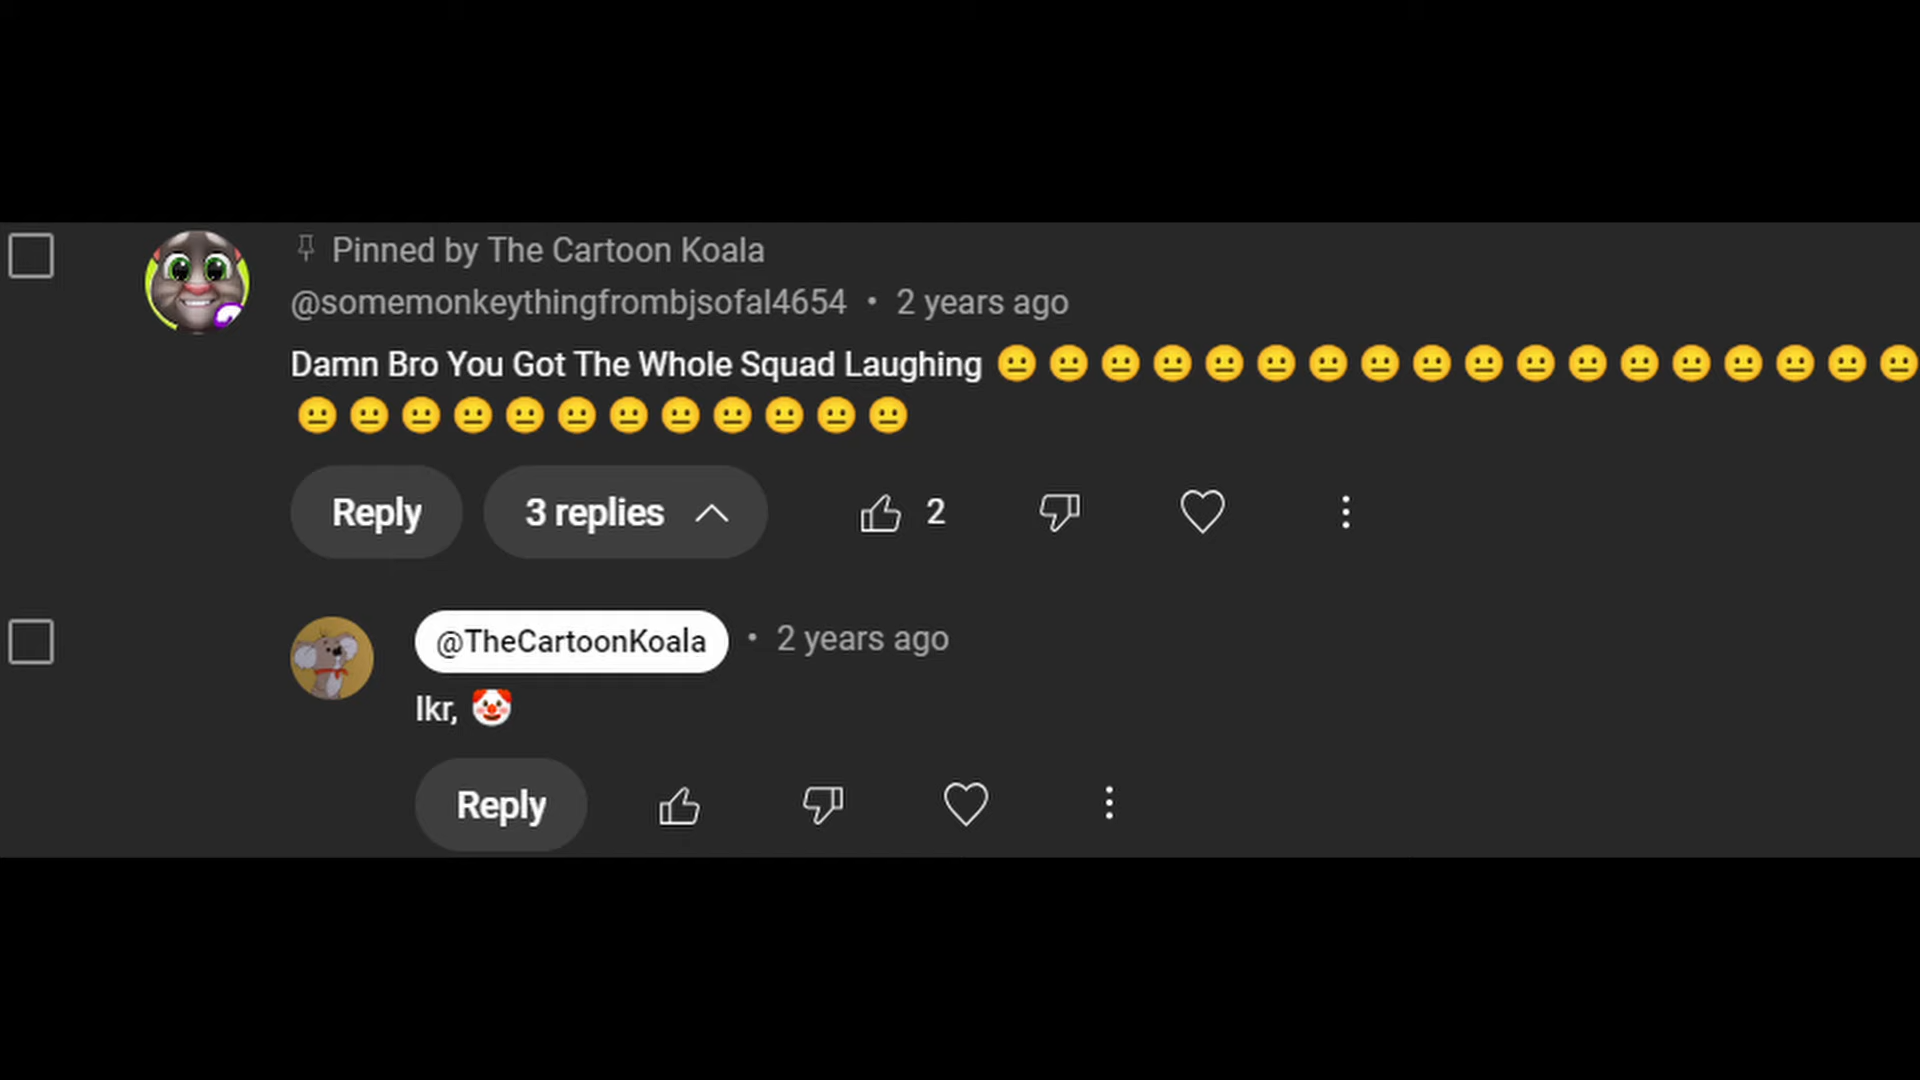 Pinned by The Cartoon Koala
@somemonkeythingfrombjsofal4654 • 2 years ago
Damn Bro You Got The Whole Squad Laughing 😐😐😐😐😐😐😐😐😐😐😐😐😐😐😐😐😐😐
😐😐😐😐😐😐😐😐😐😐😐😐
Reply 3 replies 2
@TheCartoonKoala • 2 years ago
Ikr, 🤡
Reply